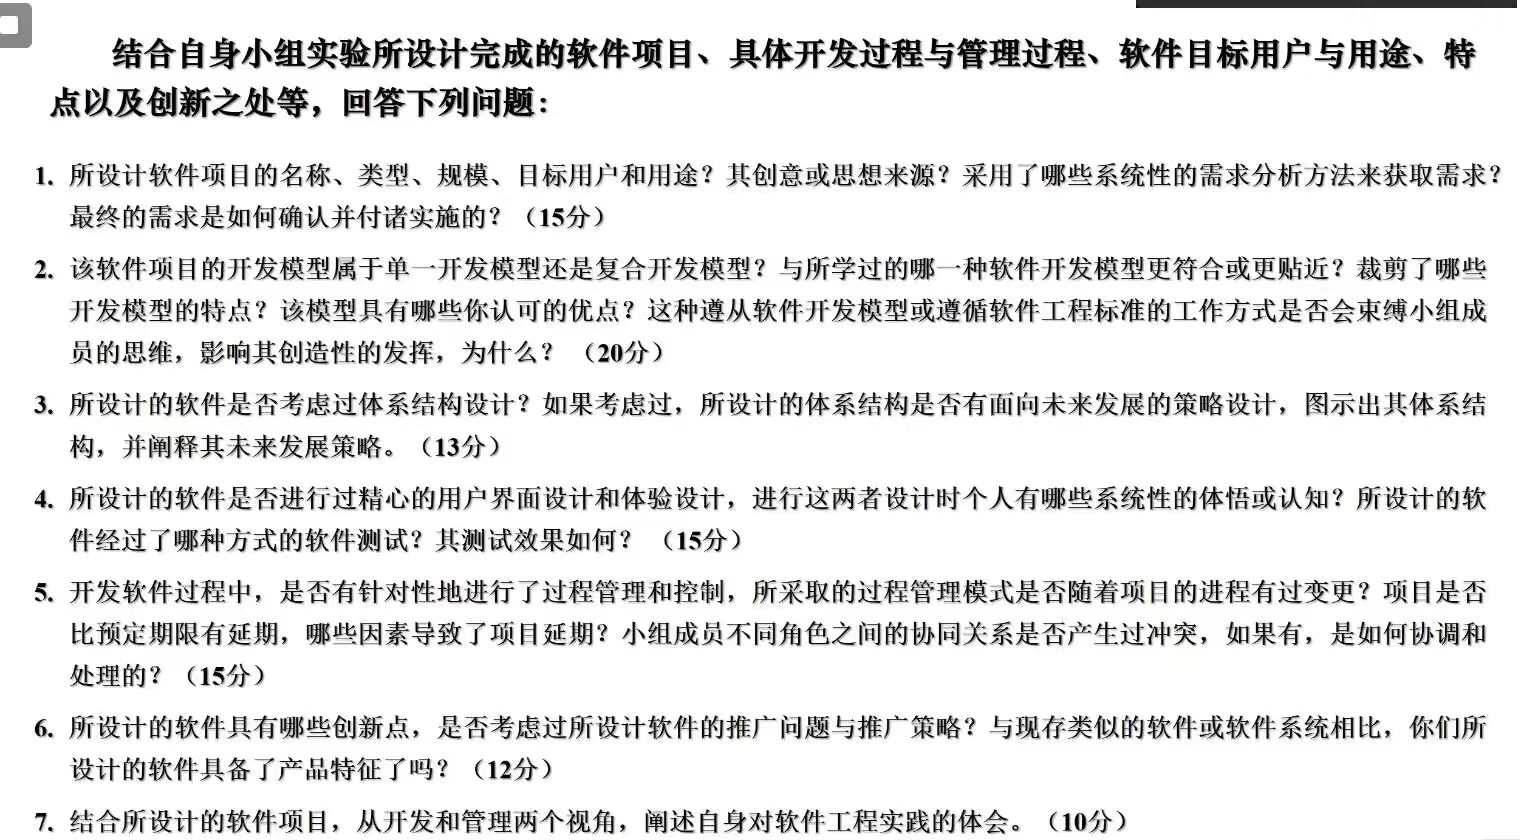 结合自身小组实验所设计完成的软件项目、具体开发过程与管理过程、软件目标用户与用途、特
点以及创新之处等，回答下列问题：
1. 所设计软件项目的名称、类型、规模、目标用户和用途？其创意或思想来源？采用了哪些系统性的需求分析方法来获取需求？
最终的需求是如何确认并付诸实施的？（15分）
2. 该软件项目的开发模型属于单一开发模型还是复合开发模型？与所学过的哪一种软件开发模型更符合或更贴近？裁剪了哪些
开发模型的特点？该模型具有哪些你认可的优点？这种遵从软件开发模型或遵循软件工程标准的工作方式是否会束缚小组成
员的思维，影响其创造性的发挥，为什么？（20分）
3. 所设计的软件是否考虑过体系结构设计？如果考虑过，所设计的体系结构是否有面向未来发展的策略设计，图示出其体系结
构，并阐释其未来发展策略。（13分）
4. 所设计的软件是否进行过精心的用户界面设计和体验设计，进行这两者设计时个人有哪些系统性的体悟或认知？所设计的软
件经过了哪种方式的软件测试？其测试效果如何？（15分）
5. 开发软件过程中，是否有针对性地进行了过程管理和控制，所采取的过程管理模式是否随着项目的进程有过变更？项目是否
比预定期限有延期，哪些因素导致了项目延期？小组成员不同角色之间的协同关系是否产生过冲突，如果有，是如何协调和
处理的？（15分）
6. 所设计的软件具有哪些创新点，是否考虑过所设计软件的推广问题与推广策略？与现存类似的软件或软件系统相比，你们所
设计的软件具备了产品特征了吗？（12分）
7. 结合所设计的软件项目，从开发和管理两个视角，阐述自身对软件工程实践的体会。（10分）